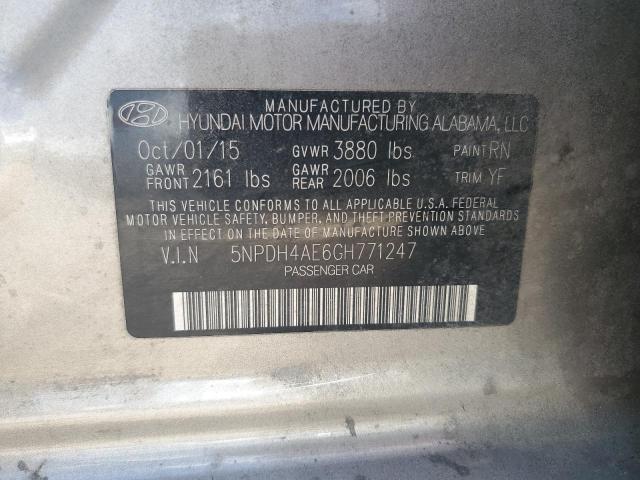 MANUFACTURED BY
HYUNDAI MOTOR MANUFACTURING ALABAMA, LLC
Oct/01/15 GVWR 3880 lbs PAINT RN
GAWR FRONT 2161 lbs GAWR REAR 2006 lbs TRIM YF
THIS VEHICLE CONFORMS TO ALL APPLICABLE U.S.A. FEDERAL
MOTOR VEHICLE SAFETY, BUMPER, AND THEFT PREVENTION STANDARDS
IN EFFECT ON THE DATE OF MANUFACTURE SHOWN ABOVE.
V.I.N 5NPDH4AE6GH771247
PASSENGER CAR